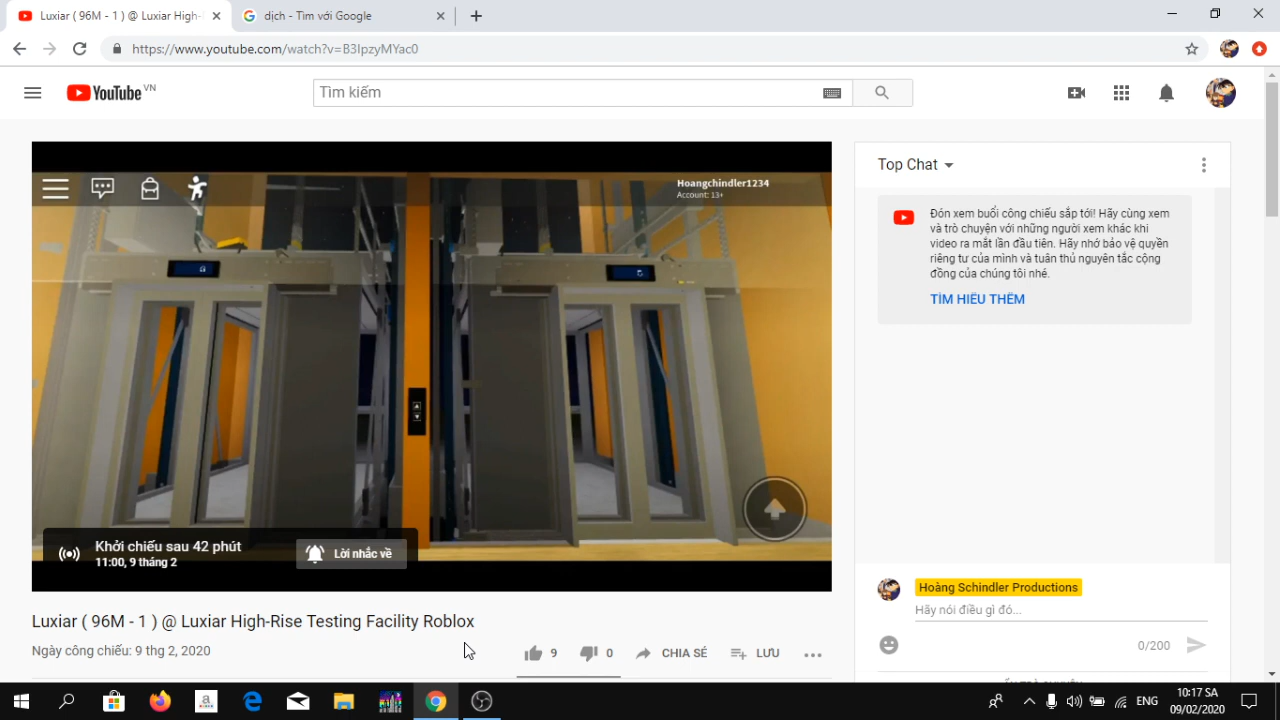 Luxiar ( 96M - 1 ) @ Luxiar High-
dịch - Tìm với Google
https://www.youtube.com/watch?v=B3IpzyMYac0
YouTube VN
Tìm kiếm
Hoangchindler1234
Account: 13+
Khởi chiếu sau 42 phút
11:00, 9 tháng 2
Lời nhắc về
Luxiar ( 96M - 1 ) @ Luxiar High-Rise Testing Facility Roblox
Ngày công chiếu: 9 thg 2, 2020
9
0
CHIA SẺ
LƯU
Top Chat
Đón xem buổi công chiếu sắp tới! Hãy cùng xem
và trò chuyện với những người xem khác khi
video ra mắt lần đầu tiên. Hãy nhớ bảo vệ quyền
riêng tư của mình và tuân thủ nguyên tắc cộng
đồng của chúng tôi nhé.
TÌM HIỂU THÊM
Hoàng Schindler Productions
Hãy nói điều gì đó...
0/200
ENG
10:17 SA
09/02/2020